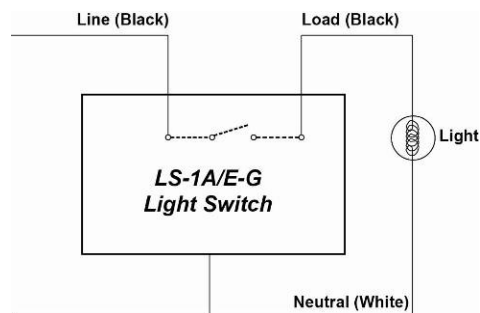 Line (Black)
Load (Black)
Light
LS-1A/E-G
Light Switch
Neutral (White)